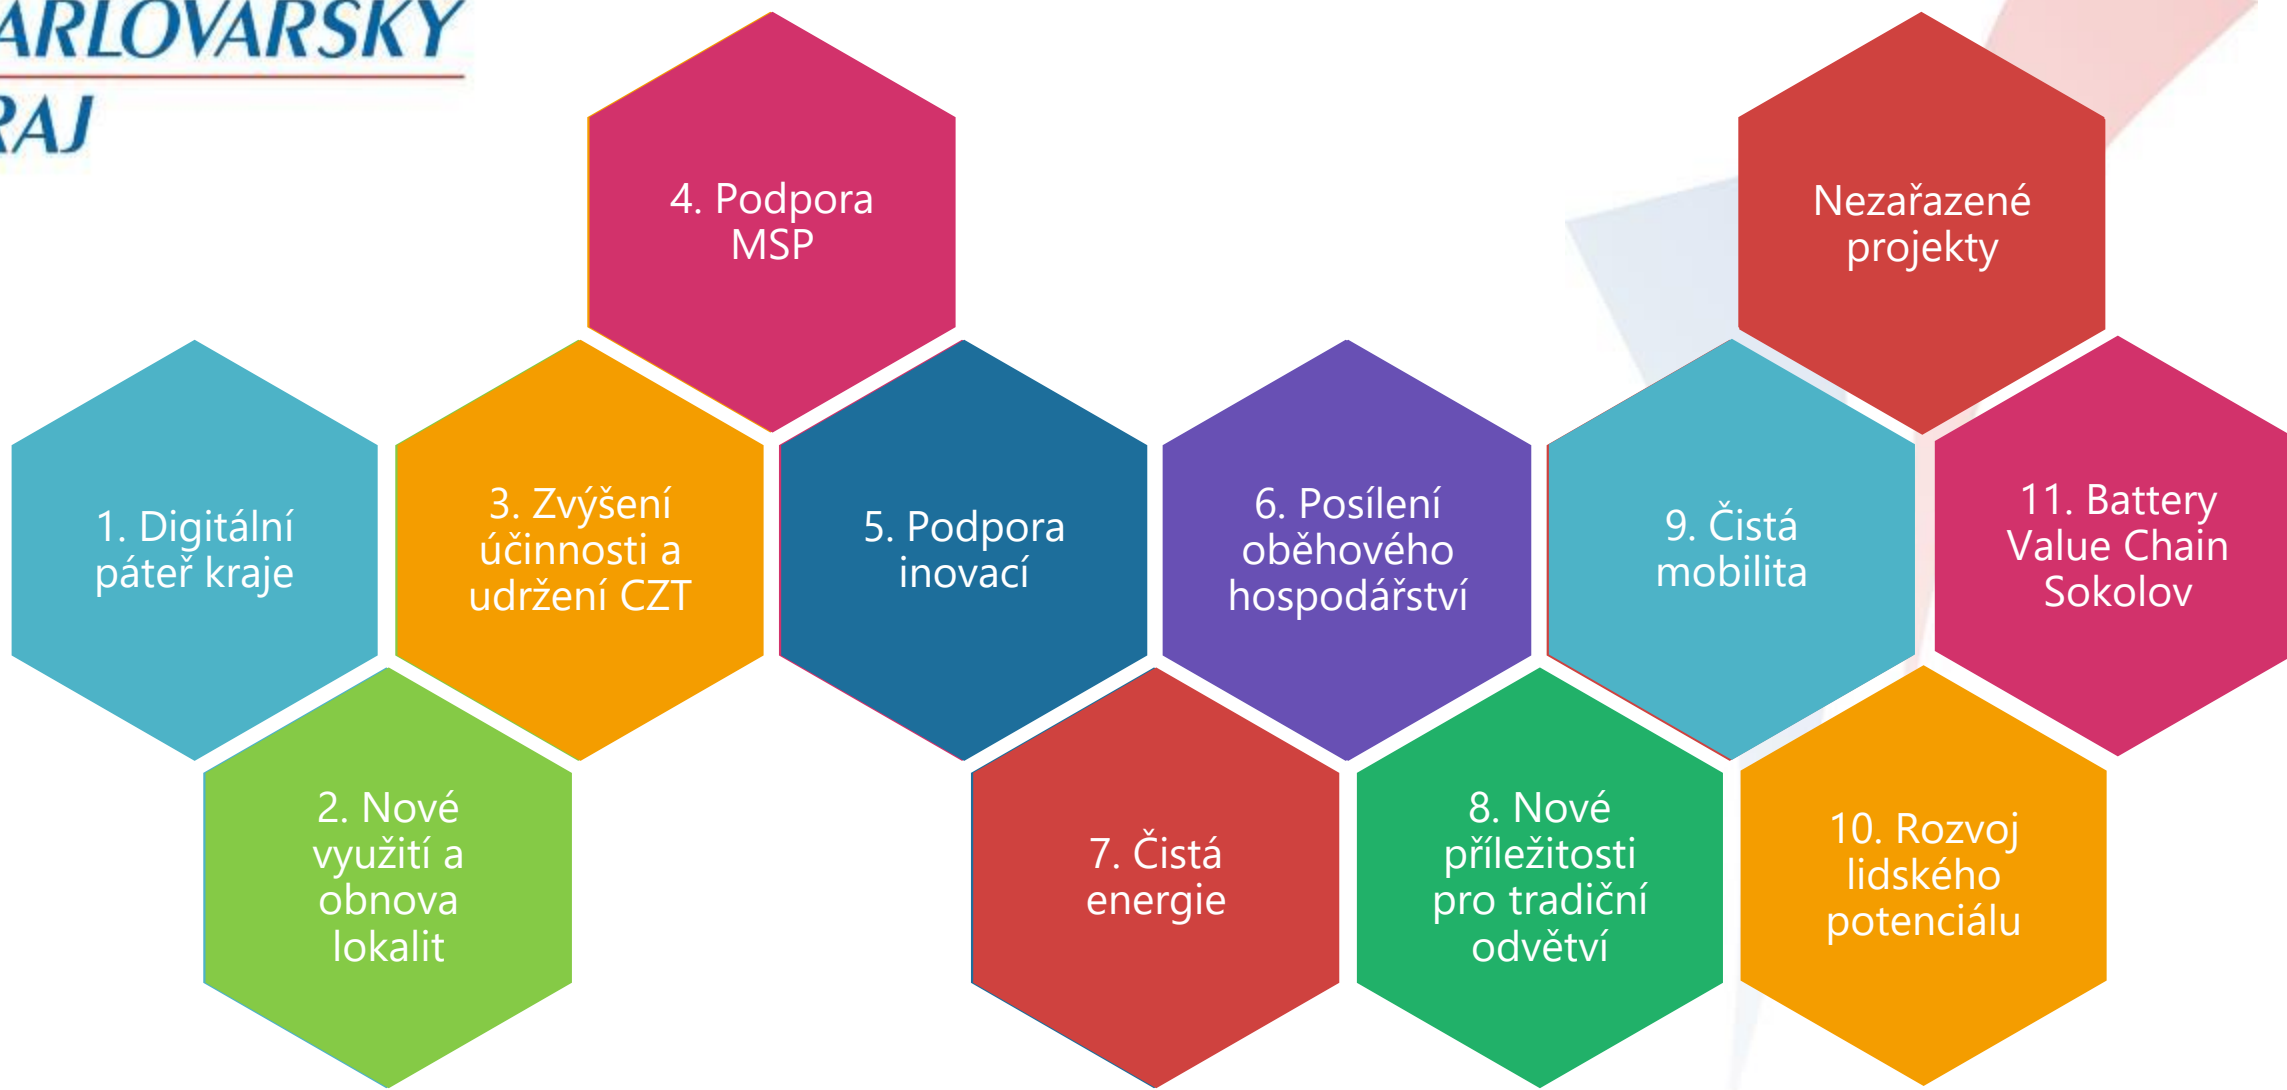 ARLOVARSKÝ
RAJ
4. Podpora
MSP
Nezařazené
projekty
1. Digitální
páteř kraje
3. Zvýšení
účinnosti a
udržení CZT
5. Podpora
inovací
6. Posílení
oběhového
hospodářství
9. Čistá
mobilita
11. Battery
Value Chain
Sokolov
2. Nové
využití a
obnova
lokalit
7. Čistá
energie
8. Nové
příležitosti
pro tradiční
odvětví
10. Rozvoj
lidského
potenciálu